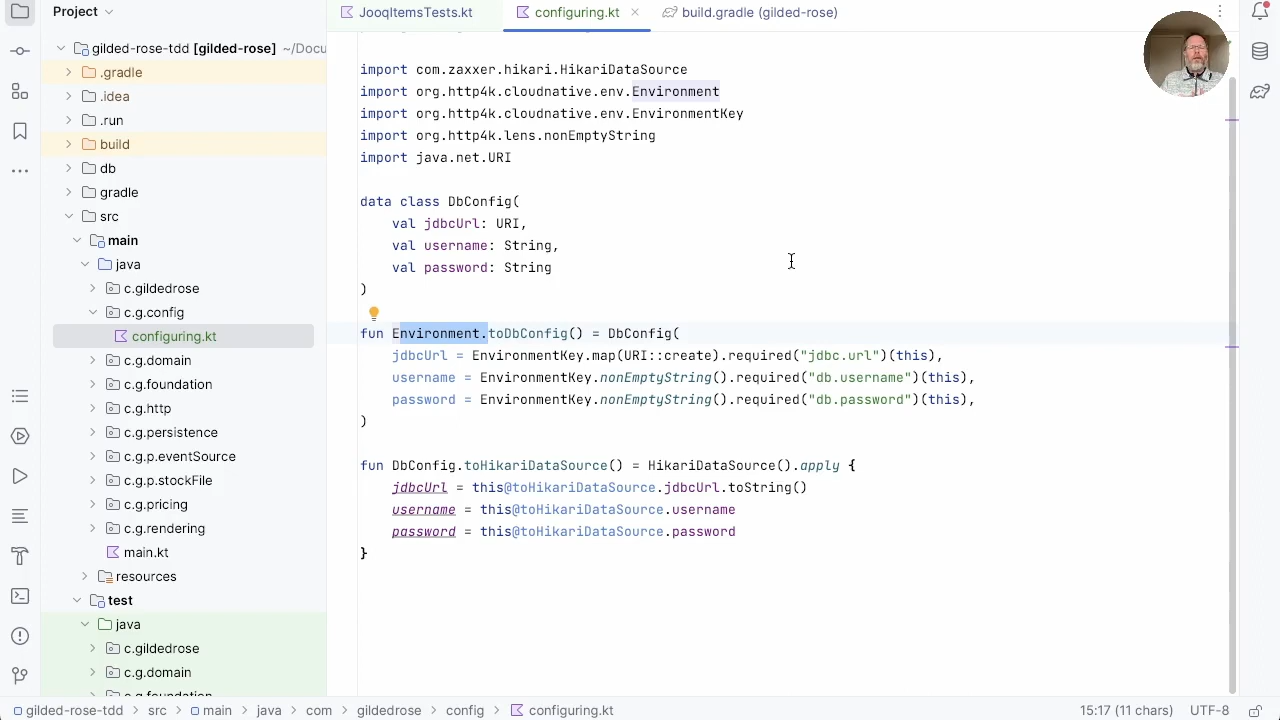 Project
JooqItemsTests.kt
configuring.kt
build.gradle (gilded-rose)
gilded-rose-tdd [gilded-rose] ~/Docu
.gradle
.idea
.run
build
db
gradle
src
main
java
c.gildedrose
c.g.config
configuring.kt
c.g.domain
c.g.foundation
c.g.http
c.g.persistence
c.g.p.eventSource
c.g.p.stockFile
c.g.pricing
c.g.rendering
main.kt
resources
test
java
c.gildedrose
c.g.domain
c.g.foundation
import com.zaxxer.hikari.HikariDataSource
import org.http4k.cloudnative.env.Environment
import org.http4k.cloudnative.env.EnvironmentKey
import org.http4k.lens.nonEmptyString
import java.net.URI
data class DbConfig(
val jdbcUrl: URI,
val username: String,
val password: String
)
fun Environment.toDbConfig() = DbConfig(
jdbcUrl = EnvironmentKey.map(URI::create).required("jdbc.url")(this),
username = EnvironmentKey.nonEmptyString().required("db.username")(this),
password = EnvironmentKey.nonEmptyString().required("db.password")(this),
)
fun DbConfig.toHikariDataSource() = HikariDataSource().apply {
jdbcUrl = this@toHikariDataSource.jdbcUrl.toString()
username = this@toHikariDataSource.username
password = this@toHikariDataSource.password
}
gilded-rose-tdd > src > main > java > com > gildedrose > config > configuring.kt
15:17 (11 chars)
UTF-8